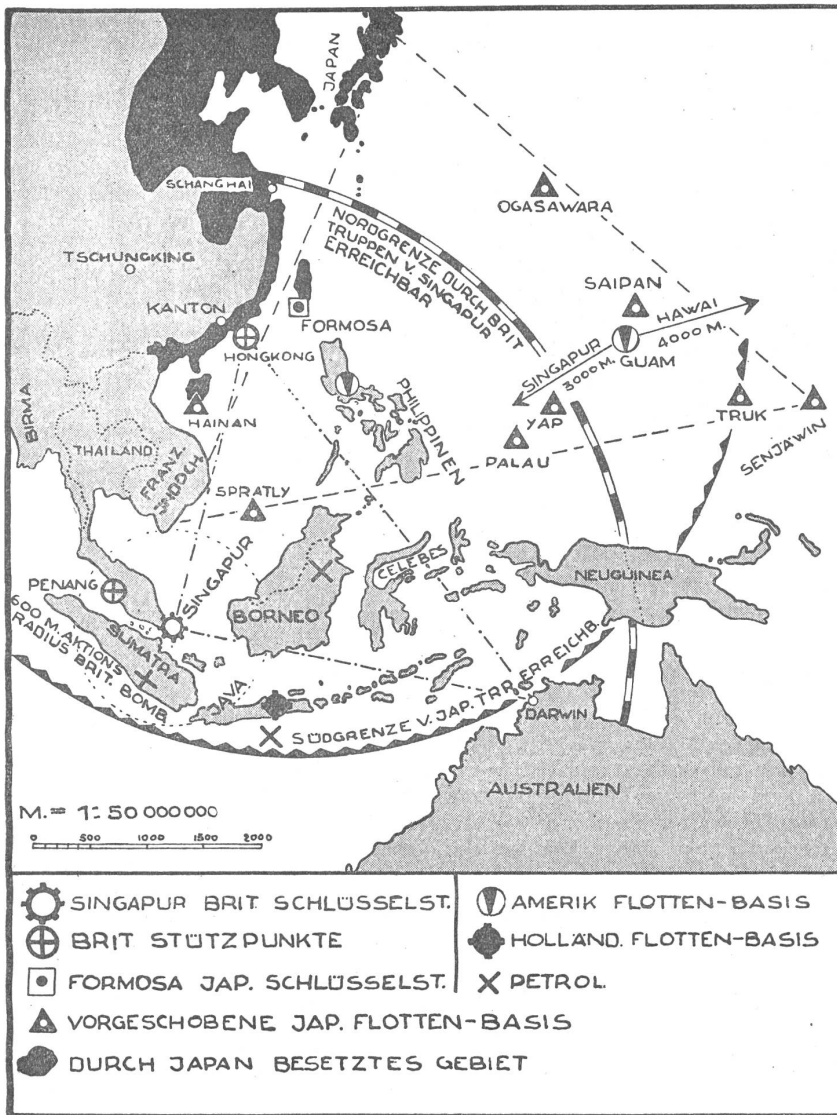 JAPAN
SCHANGHAI
OGASAWARA
NORDGRENZE DURCH BRIT
TRUPPEN V. SINGAPUR
ERREICHBAR
TSCHUNGKING
SAIPAN
KANTON
FORMOSA
HAWAI
4000 M.
HONGKONG
SINGAPUR
3000 M.
GUAM
PHILIPPINEN
BIRMA
HAINAN
YAP
TRUK
THAILAND
FRANZ.
INDOCH.
PALAU
SENJAWIN
SPRATLY
SINGAPUR
CELEBES
NEUGUINEA
PENANG
BORNEO
600 M. AKTIONS
RADIUS BRIT. BOMB.
SUMATRA
JAVA
SÜDGRENZE V. JAP. TRP. ERREICHB.
DARWIN
AUSTRALIEN
M. = 1:50 000 000
0 500 1000 1500 2000
SINGAPUR BRIT SCHLÜSSELST.
BRIT STÜTZPUNKTE
FORMOSA JAP. SCHLÜSSELST.
VORGESCHOBENE JAP. FLOTTEN-BASIS
DURCH JAPAN BESETZTES GEBIET
AMERIK FLOTTEN-BASIS
HOLLÄND. FLOTTEN-BASIS
PETROL.